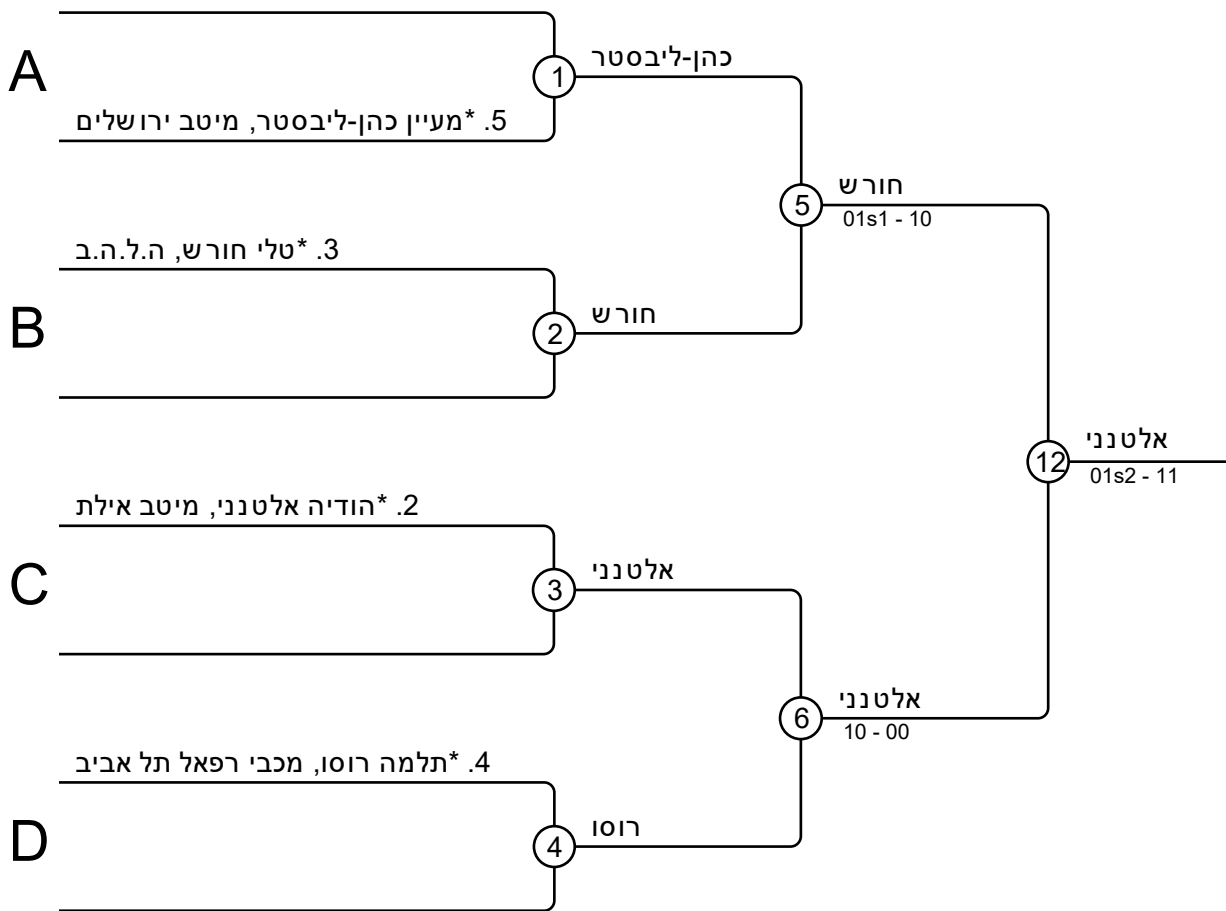 A
1
כהן-ליבסטר
5. *מעיין כהן-ליבסטר, מיטב ירושלים
5
חורש
01s1 - 10
3. *טלי חורש, ה.ל.ה.ב
B
2
חורש
12
אלטנני
01s2 - 11
2. *הודיה אלטנני, מיטב אילת
C
3
אלטנני
6
אלטנני
10 - 00
4. *תלמה רוסו, מכבי רפאל תל אביב
D
4
רוסו